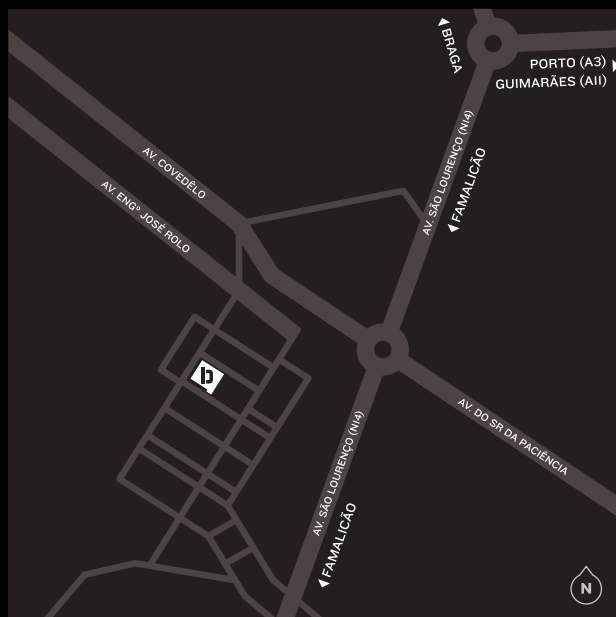 BRAGA
PORTO (A3)
GUIMARÃES (A11)
AV. SÃO LOURENÇO (N14)
FAMALICÃO
AV. COVEDÊLO
AV. ENGº JOSÉ ROLO
b
AV. DO SR DA PACIÊNCIA
AV. SÃO LOURENÇO (N14)
FAMALICÃO
N